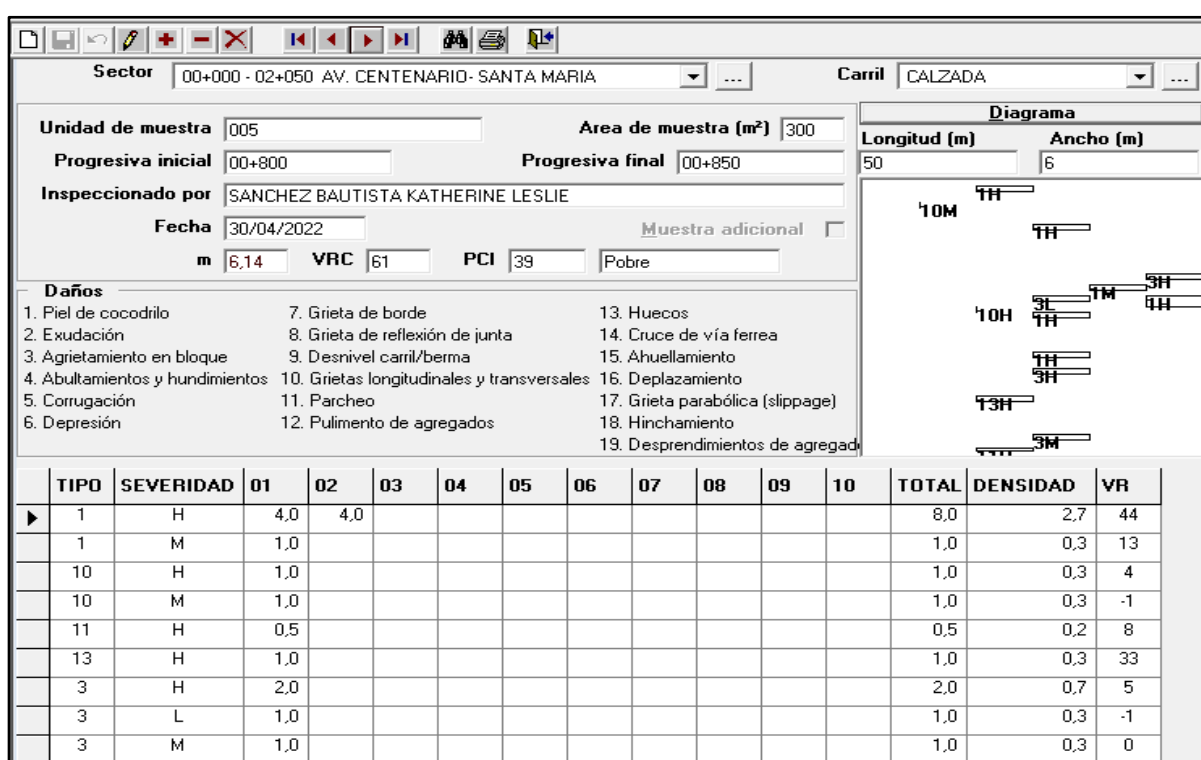 Sector 00+000 - 02+050 AV. CENTENARIO- SANTA MARIA ... Carril CALZADA ...
Unidad de muestra 005 Area de muestra (m²) 300
Progresiva inicial 00+800 Progresiva final 00+850
Inspeccionado por SANCHEZ BAUTISTA KATHERINE LESLIE
Fecha 30/04/2022 Muestra adicional
m 6,14 VRC 61 PCI 39 Pobre
Diagrama
Longitud (m) Ancho (m)
50 6
1H
10M
1H
3H
1M
3L 1H
10H 1H
1H
3H
13H
3M
11H
Daños
1. Piel de cocodrilo 7. Grieta de borde 13. Huecos
2. Exudación 8. Grieta de reflexión de junta 14. Cruce de vía ferrea
3. Agrietamiento en bloque 9. Desnivel carril/berma 15. Ahuellamiento
4. Abultamientos y hundimientos 10. Grietas longitudinales y transversales 16. Deplazamiento
5. Corrugación 11. Parcheo 17. Grieta parabólica (slippage)
6. Depresión 12. Pulimento de agregados 18. Hinchamiento
19. Desprendimientos de agregad
TIPO SEVERIDAD 01 02 03 04 05 06 07 08 09 10 TOTAL DENSIDAD VR
1 H 4,0 4,0 8,0 2,7 44
1 M 1,0 1,0 0,3 13
10 H 1,0 1,0 0,3 4
10 M 1,0 1,0 0,3 -1
11 H 0,5 0,5 0,2 8
13 H 1,0 1,0 0,3 33
3 H 2,0 2,0 0,7 5
3 L 1,0 1,0 0,3 -1
3 M 1,0 1,0 0,3 0